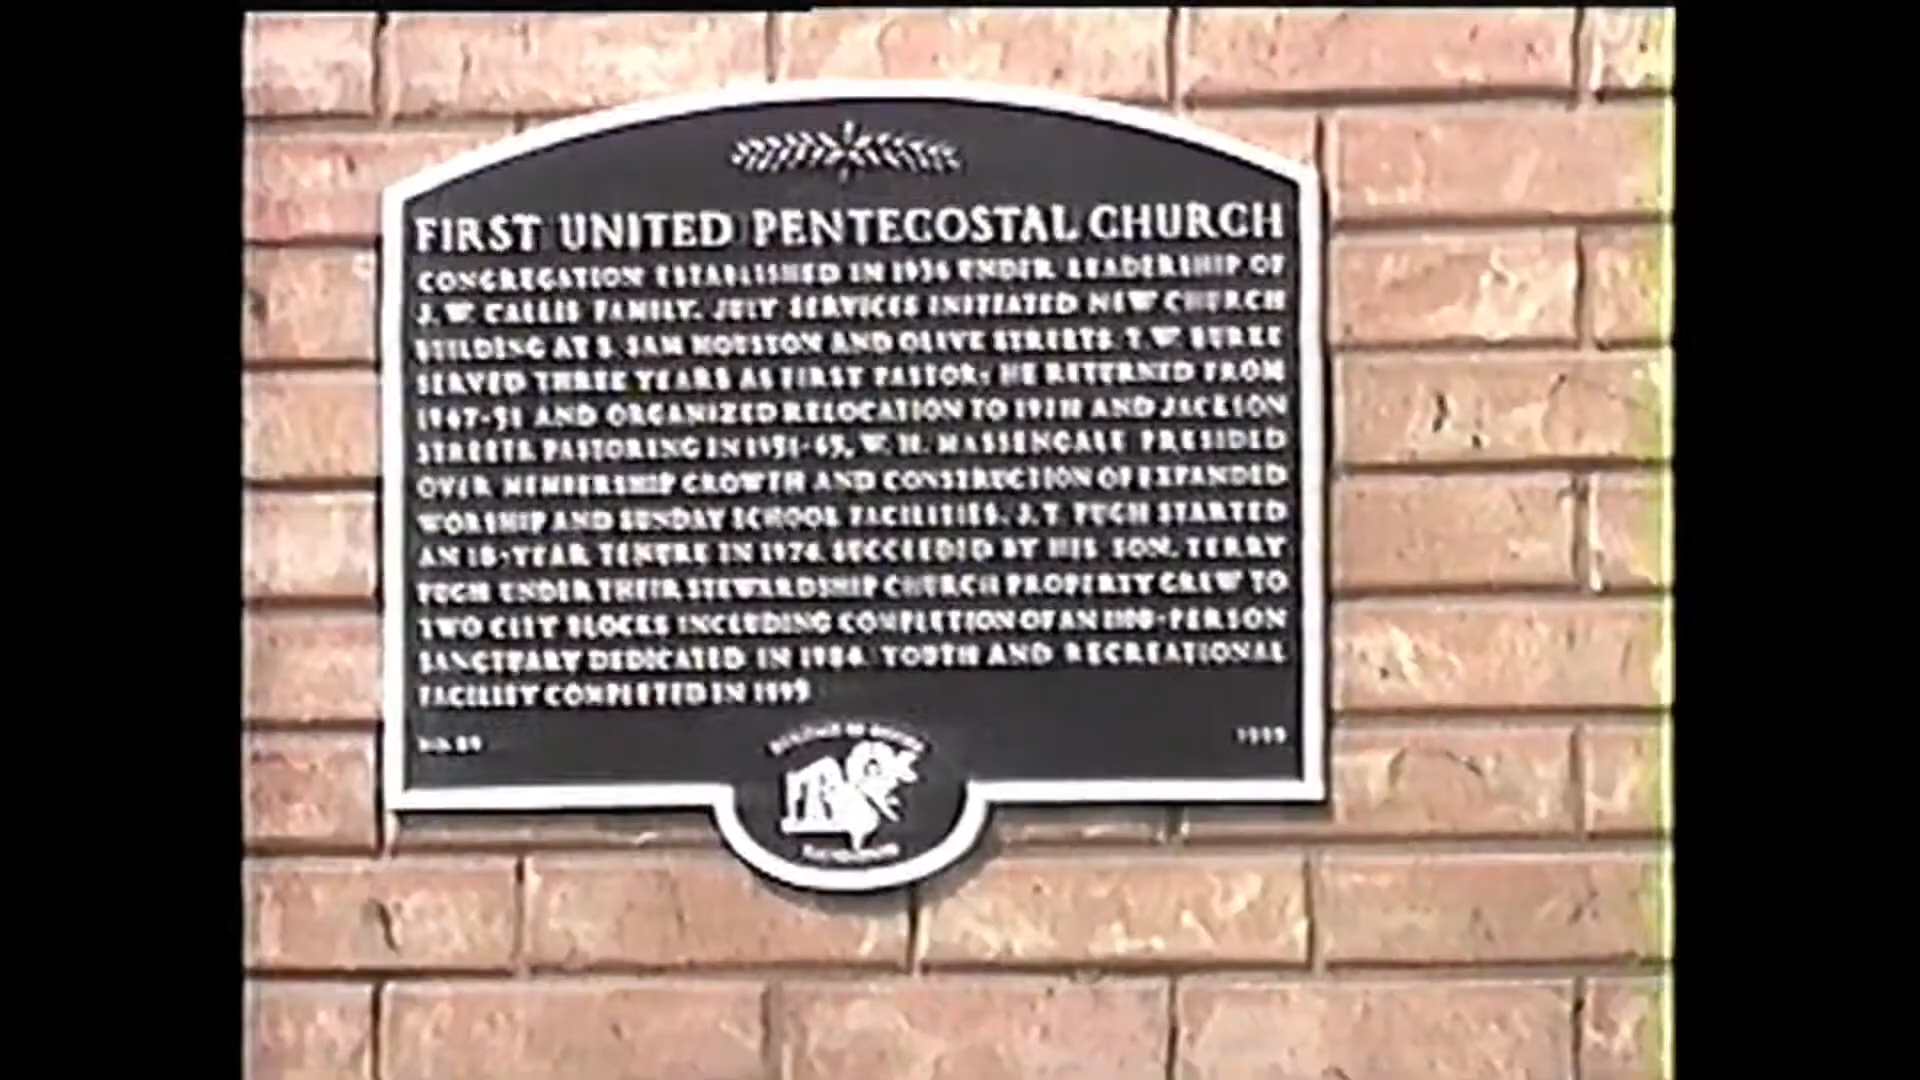 FIRST UNITED PENTECOSTAL CHURCH
CONGREGATION ESTABLISHED IN 1936 UNDER LEADERSHIP OF
J. W. CALLIS FAMILY. JULY SERVICES INITIATED NEW CHURCH
BUILDING AT S. SAM HOUSTON AND OLIVE STREETS. T. W. BURKE
SERVED THREE YEARS AS FIRST PASTOR; HE RETURNED FROM
1947-51 AND ORGANIZED RELOCATION TO AND JACKSON
STREETS. PASTORING IN 1951-65, W. H. MASSENGALE PRESIDED
OVER MEMBERSHIP GROWTH AND CONSTRUCTION OF EXPANDED
WORSHIP AND SUNDAY SCHOOL FACILITIES. J. T. PUGH STARTED
AN 18-YEAR TENURE IN SUCCEEDED BY HIS SON, TERRY
PUGH UNDER THEIR STEWARDSHIP CHURCH PROPERTY GREW TO
TWO CITY BLOCKS INCLUDING COMPLETION OF AN PERSON
SANCTUARY DEDICATED IN YOUTH AND RECREATIONAL
FACILITY COMPLETED IN
1999